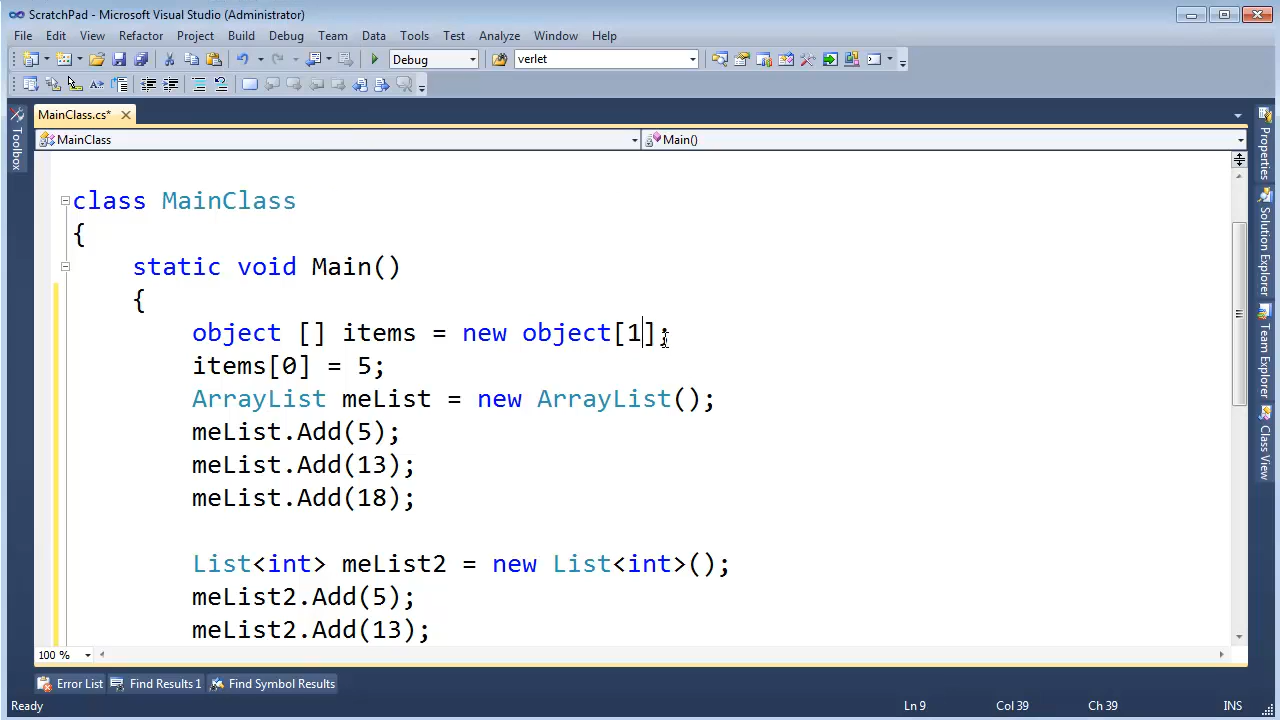 ScratchPad - Microsoft Visual Studio (Administrator)
File Edit View Refactor Project Build Debug Team Data Tools Test Analyze Window Help
Debug verlet
MainClass.cs*
MainClass Main()
Toolbox
Properties
Solution Explorer
Team Explorer
Class View
class MainClass
{
static void Main()
{
object [] items = new object[1];
items[0] = 5;
ArrayList meList = new ArrayList();
meList.Add(5);
meList.Add(13);
meList.Add(18);
List<int> meList2 = new List<int>();
meList2.Add(5);
meList2.Add(13);
100 %
Error List Find Results 1 Find Symbol Results
Ready Ln 9 Col 39 Ch 39 INS